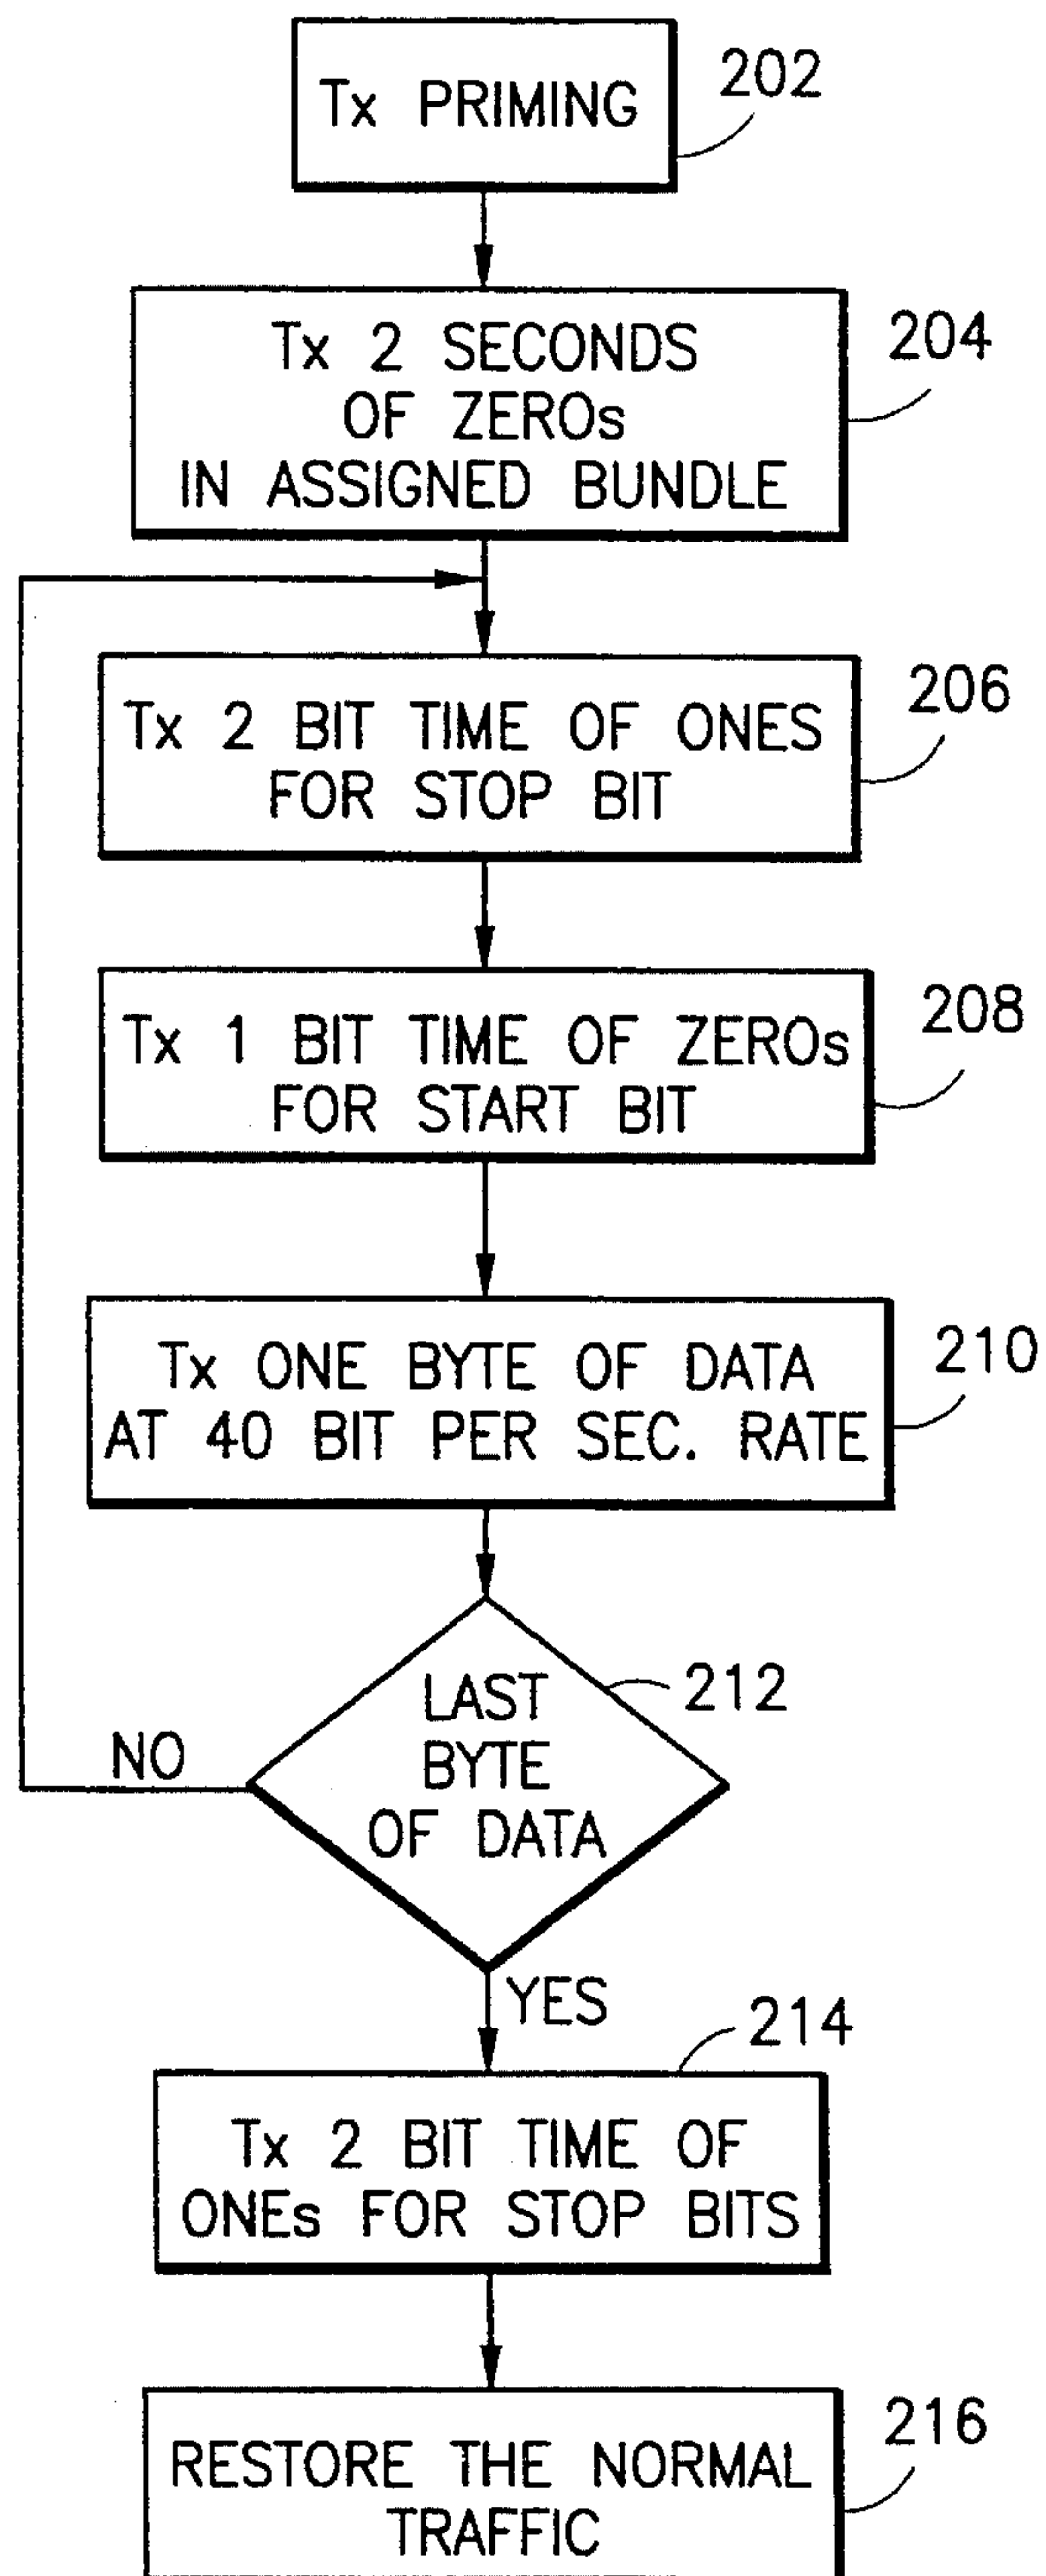 Tx PRIMING
202
Tx 2 SECONDS
OF ZEROs
IN ASSIGNED BUNDLE
204
Tx 2 BIT TIME OF ONES
FOR STOP BIT
206
Tx 1 BIT TIME OF ZEROs
FOR START BIT
208
Tx ONE BYTE OF DATA
AT 40 BIT PER SEC. RATE
210
LAST
BYTE
OF DATA
212
NO
YES
214
Tx 2 BIT TIME OF
ONEs FOR STOP BITS
RESTORE THE NORMAL
TRAFFIC
216